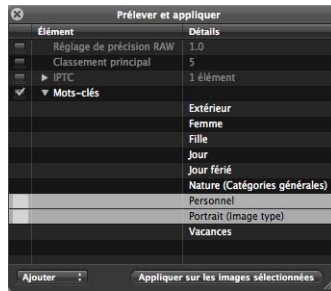 Prélever et appliquer
Élément Détails
Réglage de précision RAW 1.0
Classement principal 5
IPTC 1 élément
Mots-clés
Extérieur
Femme
Fille
Jour
Jour férié
Nature (Catégories générales)
Personnel
Portrait (Image type)
Vacances
Ajouter Appliquer sur les images sélectionnées